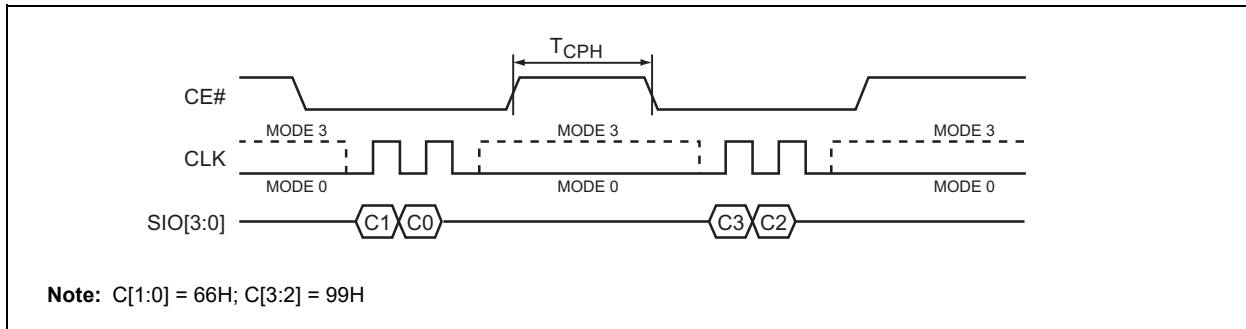 TCPH
CE#
MODE 3 MODE 3 MODE 3
CLK
MODE 0 MODE 0 MODE 0
SIO[3:0] C1 C0 C3 C2
Note: C[1:0] = 66H; C[3:2] = 99H